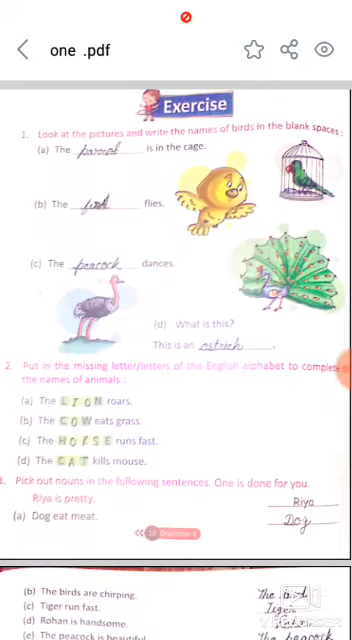 one .pdf
Exercise
1. Look at the pictures and write the names of birds in the blank spaces:
(a) The parrot is in the cage.
(b) The bird flies.
(c) The peacock dances.
(d) What is this?
This is an ostrich.
2. Put in the missing letter/letters of the English alphabet to complete
the names of animals :
(a) The LION roars.
(b) The COW eats grass.
(c) The HORSE runs fast.
(d) The CAT kills mouse.
3. Pick out nouns in the following sentences. One is done for you.
Riya is pretty. Riya
(a) Dog eat meat. Dog
Grammar-1
(b) The birds are chirping. The bird
(c) Tiger run fast. Tiger
(d) Rohan is handsome.
(e) The peacock is beautiful. The peacock
RECORDER